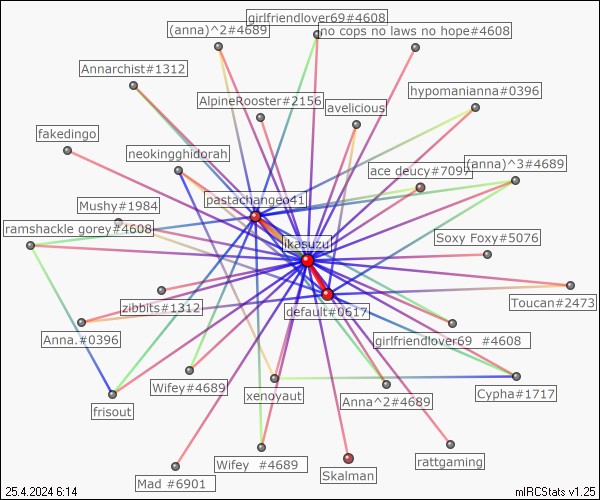 girlfriendlover69#4608
(anna)^2#4689
no cops no laws no hope#4608
Annarchist#1312
hypomanianna#0396
AlpineRooster#2156
avelicious
fakedingo
neokingghidorah
ace deucy#7097
(anna)^3#4689
pastachangeo41
Mushy#1984
ramshackle gorey#4608
ikasuzu
Soxy Foxy#5076
zibbits#1312
default#0617
Toucan#2473
Anna.#0396
girlfriendlover69 #4608
Wifey#4689
xenoyaut
Anna^2#4689
Cypha#1717
frisout
Wifey #4689
rattgaming
Skalman
Mad #6901
25.4.2024 6:14
mIRCStats v1.25